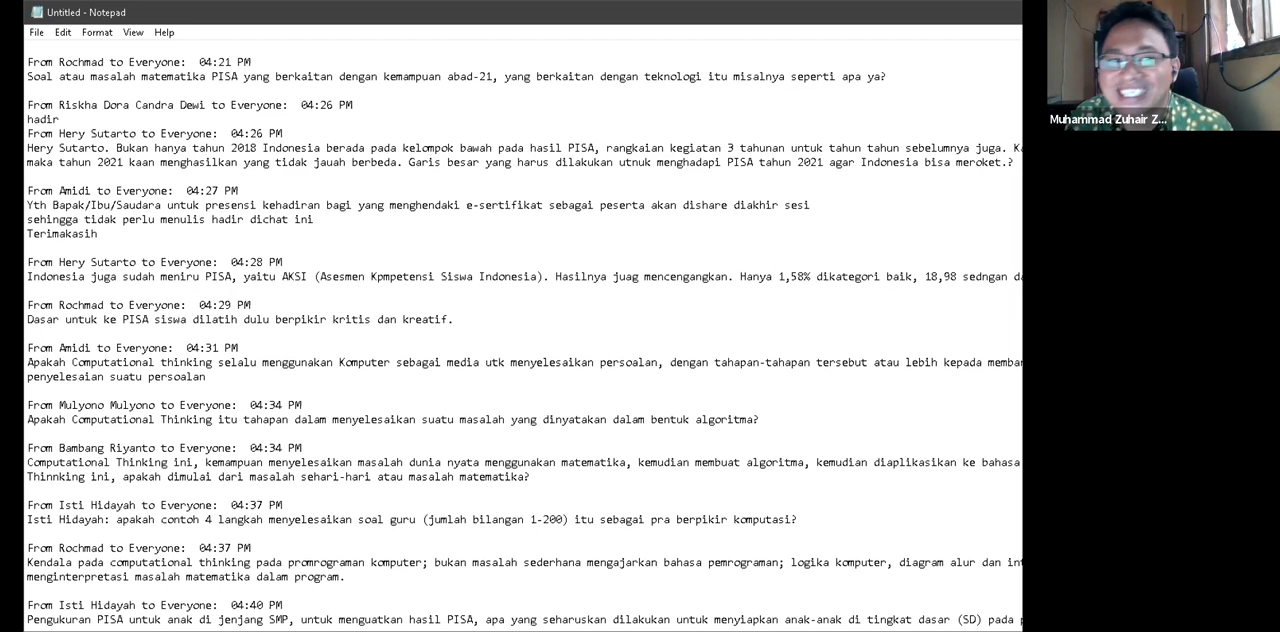 Untitled - Notepad
File Edit Format View Help
From Rochmad to Everyone: 04:21 PM
Soal atau masalah matematika PISA yang berkaitan dengan kemampuan abad-21, yang berkaitan dengan teknologi itu misalnya seperti apa ya?
From Riskha Dora Candra Dewi to Everyone: 04:26 PM
hadir
From Hery Sutarto to Everyone: 04:26 PM
Hery Sutarto. Bukan hanya tahun 2018 Indonesia berada pada kelompok bawah pada hasil PISA, rangkaian kegiatan 3 tahunan untuk tahun tahun sebelumnya juga.
maka tahun 2021 kaan menghasilkan yang tidak jauah berbeda. Garis besar yang harus dilakukan utnuk menghadapi PISA tahun 2021 agar Indonesia bisa meroket.?
From Amidi to Everyone: 04:27 PM
Yth Bapak/Ibu/Saudara untuk presensi kehadiran bagi yang menghendaki e-sertifikat sebagai peserta akan dishare diakhir sesi
sehingga tidak perlu menulis hadir dichat ini
Terimakasih
From Hery Sutarto to Everyone: 04:28 PM
Indonesia juga sudah meniru PISA, yaitu AKSI (Asesmen Kpmpetensi Siswa Indonesia). Hasilnya juag mencengangkan. Hanya 1,58% dikategori baik, 18,98 sedngan
From Rochmad to Everyone: 04:29 PM
Dasar untuk ke PISA siswa dilatih dulu berpikir kritis dan kreatif.
From Amidi to Everyone: 04:31 PM
Apakah Computational thinking selalu menggunakan Komputer sebagai media utk menyelesaikan persoalan, dengan tahapan-tahapan tersebut atau lebih kepada
penyelesaian suatu persoalan
From Mulyono Mulyono to Everyone: 04:34 PM
Apakah Computational Thinking itu tahapan dalam menyelesaikan suatu masalah yang dinyatakan dalam bentuk algoritma?
From Bambang Riyanto to Everyone: 04:34 PM
Computational Thinking ini, kemampuan menyelesaikan masalah dunia nyata menggunakan matematika, kemudian membuat algoritma, kemudian diaplikasikan ke bahasa
Thinnking ini, apakah dimulai dari masalah sehari-hari atau masalah matematika?
From Isti Hidayah to Everyone: 04:37 PM
Isti Hidayah: apakah contoh 4 langkah menyelesaikan soal guru (jumlah bilangan 1-200) itu sebagai pra berpikir komputasi?
From Rochmad to Everyone: 04:37 PM
Kendala pada computational thinking pada promrograman komputer; bukan masalah sederhana mengajarkan bahasa pemrograman; logika komputer, diagram alur dan
menginterpretasi masalah matematika dalam program.
From Isti Hidayah to Everyone: 04:40 PM
Pengukuran PISA untuk anak di jenjang SMP, untuk menguatkan hasil PISA, apa yang seharuskan dilakukan untuk menyiapkan anak-anak di tingkat dasar (SD) pada
Muhammad Zuhair Z...